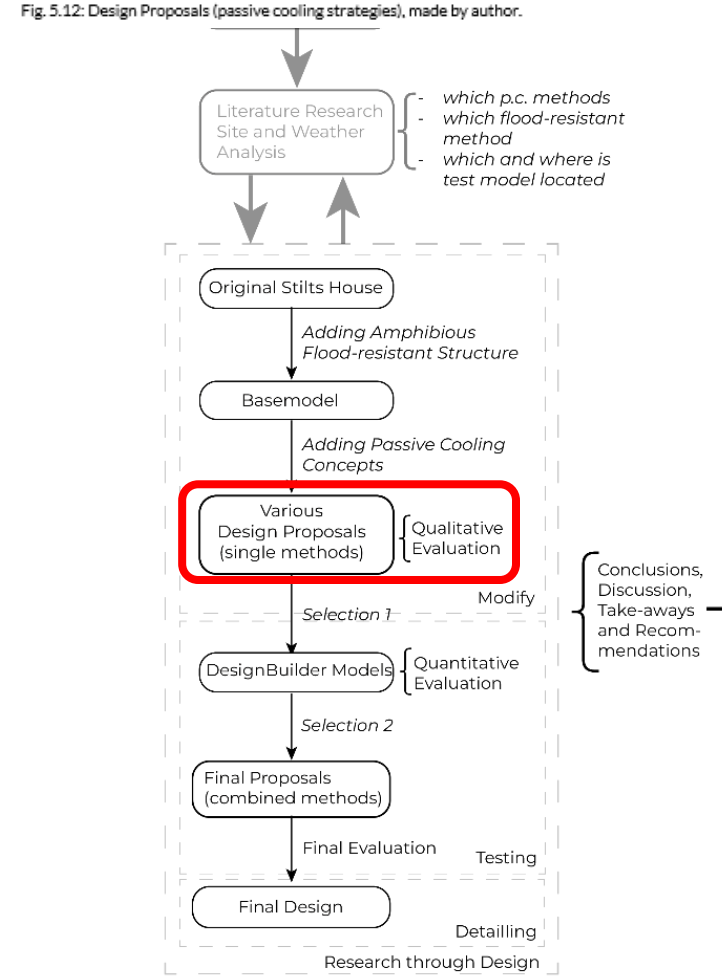 Fig. 5.12: Design Proposals (passive cooling strategies), made by author.
Literature Research
Site and Weather
Analysis
- which p.c. methods
- which flood-resistant
method
- which and where is
test model located
Original Stilts House
Adding Amphibious
Flood-resistant Structure
Basemodel
Adding Passive Cooling
Concepts
Various
Design Proposals
(single methods)
Qualitative
Evaluation
Modify
Selection 1
DesignBuilder Models
Quantitative
Evaluation
Selection 2
Final Proposals
(combined methods)
Final Evaluation
Testing
Final Design
Detailling
Research through Design
Conclusions,
Discussion,
Take-aways
and Recom-
mendations